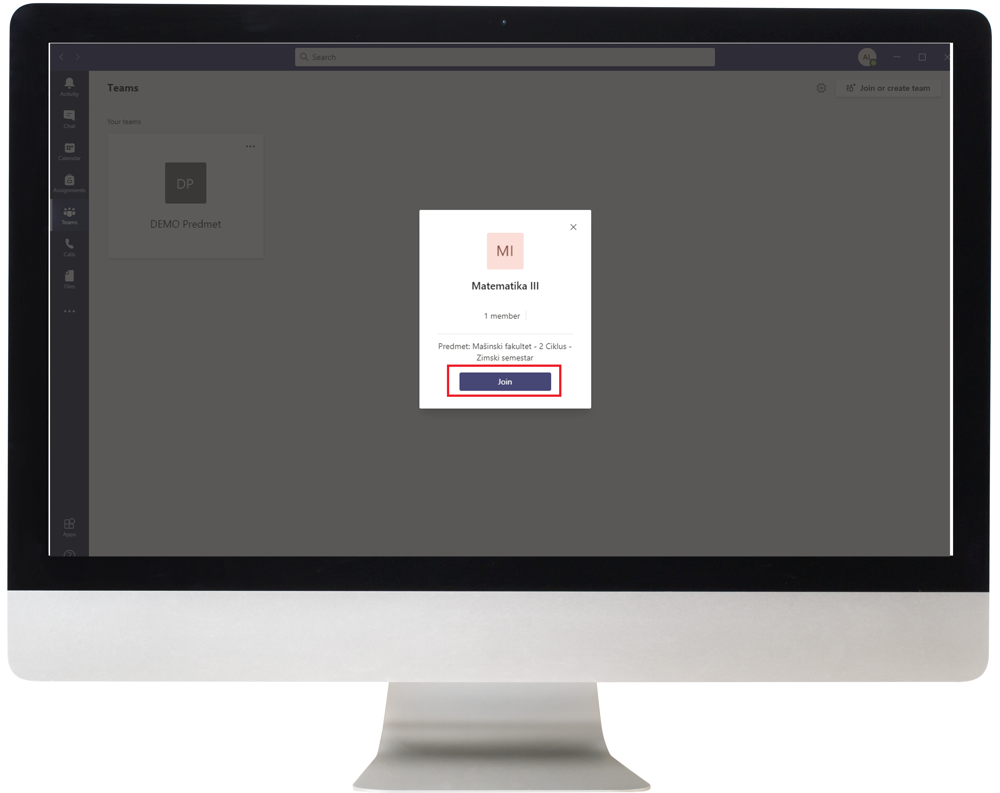 Search
AL
Activity
Teams
Join or create team
Chat
Your teams
Calendar
Assignments
DP
Teams
DEMO Predmet
Calls
Files
MI
Matematika III
1 member
Predmet: Mašinski fakultet - 2 Ciklus -
Zimski semestar
Join
Apps